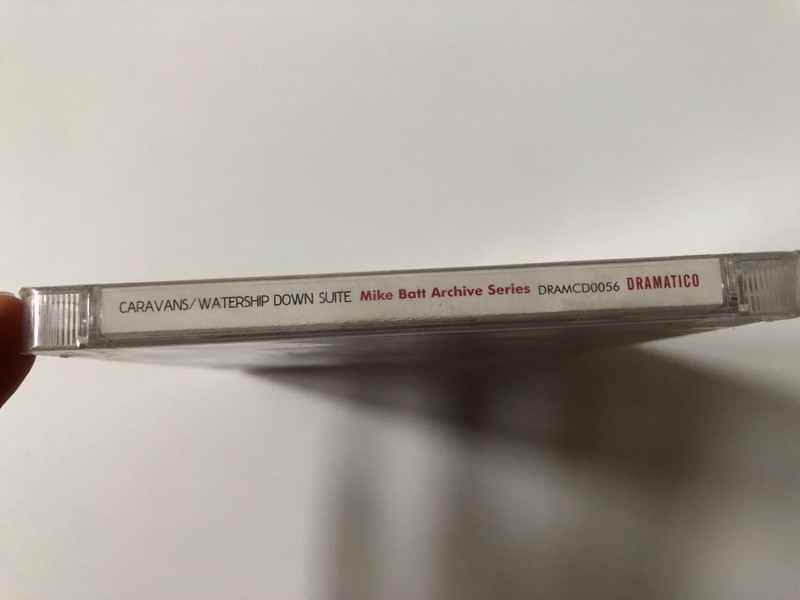 CARAVANS/WATERSHIP DOWN SUITE Mike Batt Archive Series DRAMCD0056 DRAMATICO